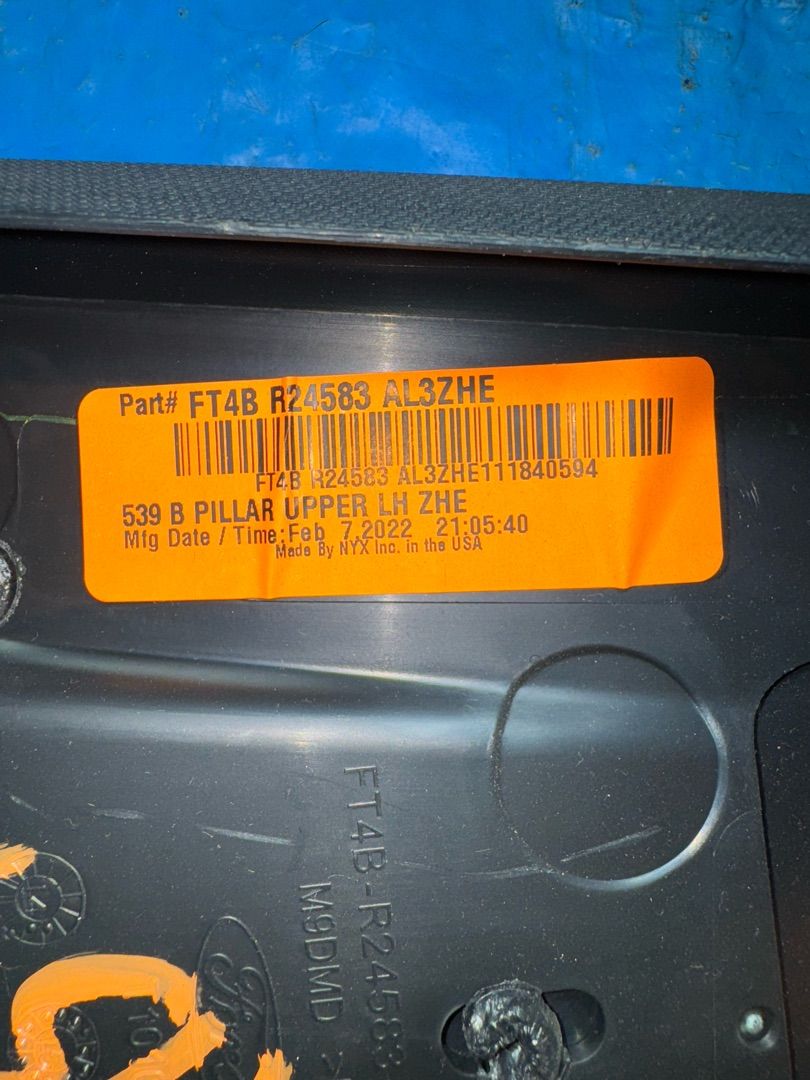 Part# FT4B R24583 AL3ZHE
FT4B R24583 AL3ZHE111840594
539 B PILLAR UPPER LH ZHE
Mfg Date / Time:Feb 7,2022 21:05:40
Made By NYX Inc. in the USA
FT4B-R24583
M9DMD
10